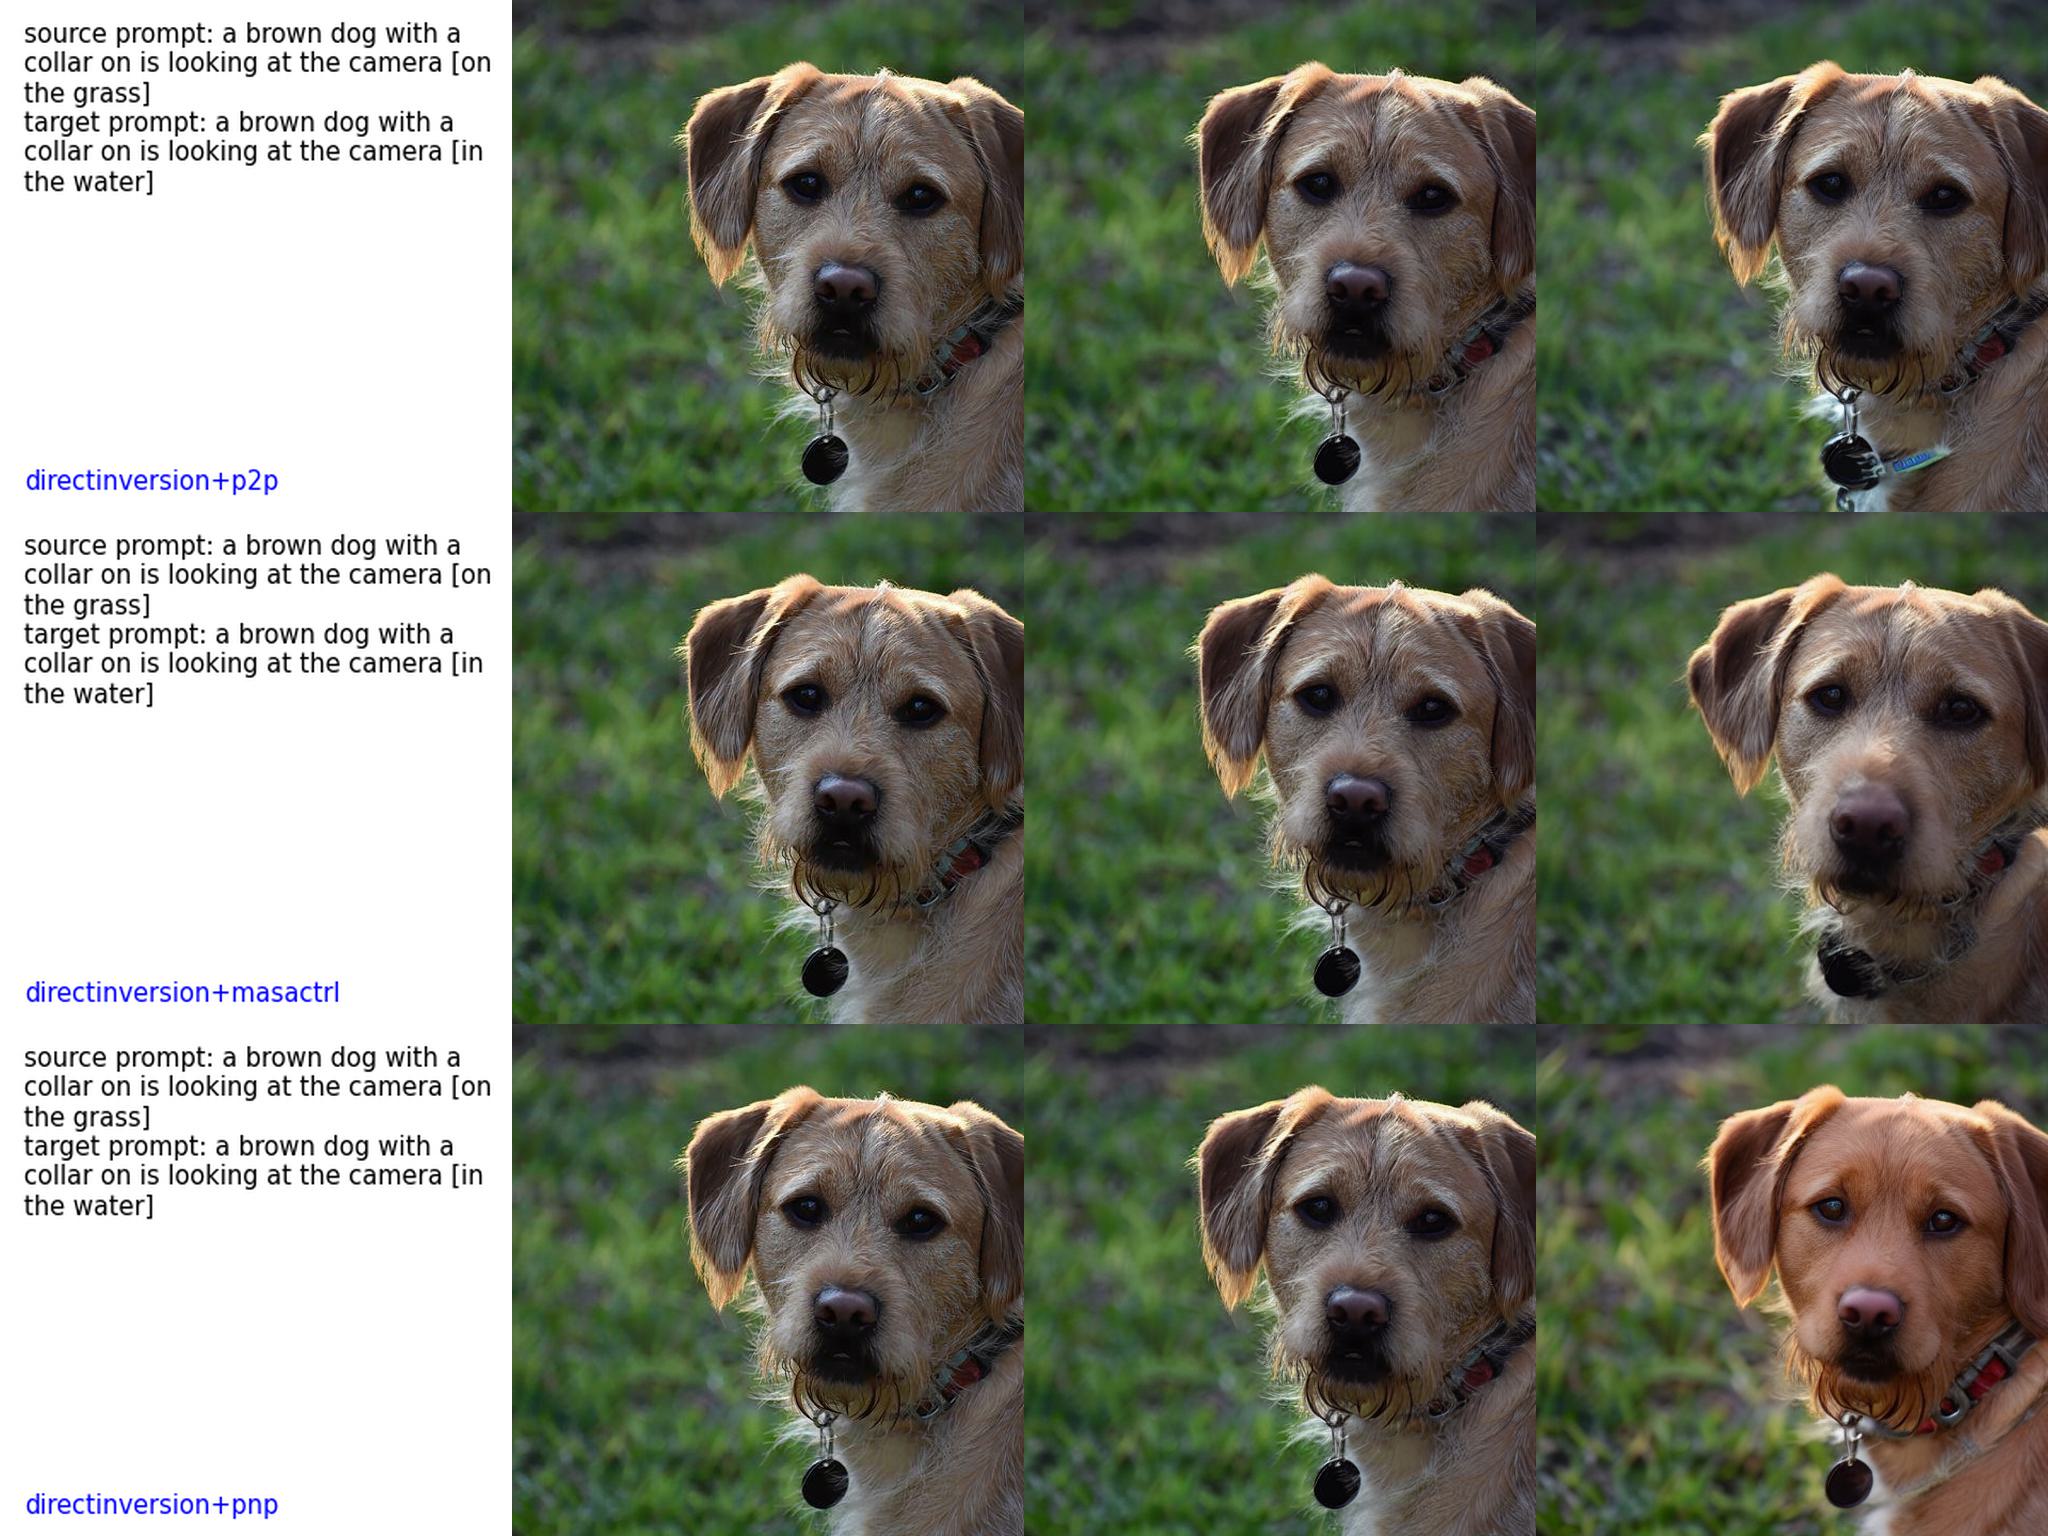 source prompt: a brown dog with a
collar on is looking at the camera [on
the grass]
target prompt: a brown dog with a
collar on is looking at the camera [in
the water]
directinversion+p2p
source prompt: a brown dog with a
collar on is looking at the camera [on
the grass]
target prompt: a brown dog with a
collar on is looking at the camera [in
the water]
directinversion+masactrl
source prompt: a brown dog with a
collar on is looking at the camera [on
the grass]
target prompt: a brown dog with a
collar on is looking at the camera [in
the water]
directinversion+pnp